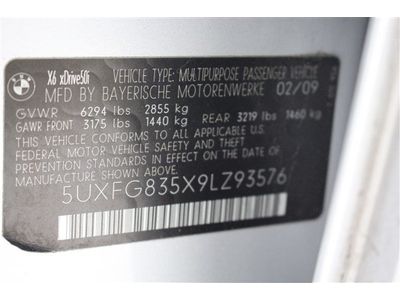 BMW
X6 xDrive50i
VEHICLE TYPE: MULTIPURPOSE PASSENGER VEHICLE
MFD BY BAYERISCHE MOTORENWERKE 02/09
GVWR 6294 lbs 2855 kg
GAWR FRONT 3175 lbs 1440 kg REAR 3219 lbs 1460 kg
THIS VEHICLE CONFORMS TO ALL APPLICABLE
FEDERAL MOTOR VEHICLE SAFETY AND THEFT
PREVENTION STANDARDS IN EFFECT ON THE
DATE OF MANUFACTURE SHOWN ABOVE.
5UXFG835X9LZ93576